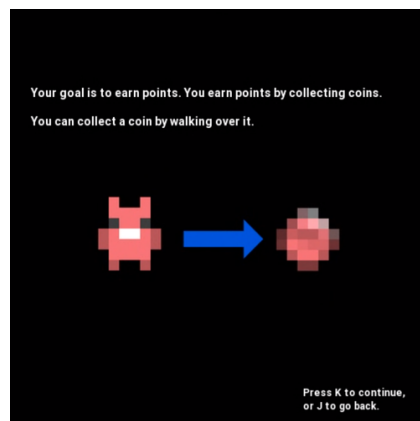 Your goal is to earn points. You earn points by collecting coins.
You can collect a coin by walking over it.
Press K to continue,
or J to go back.